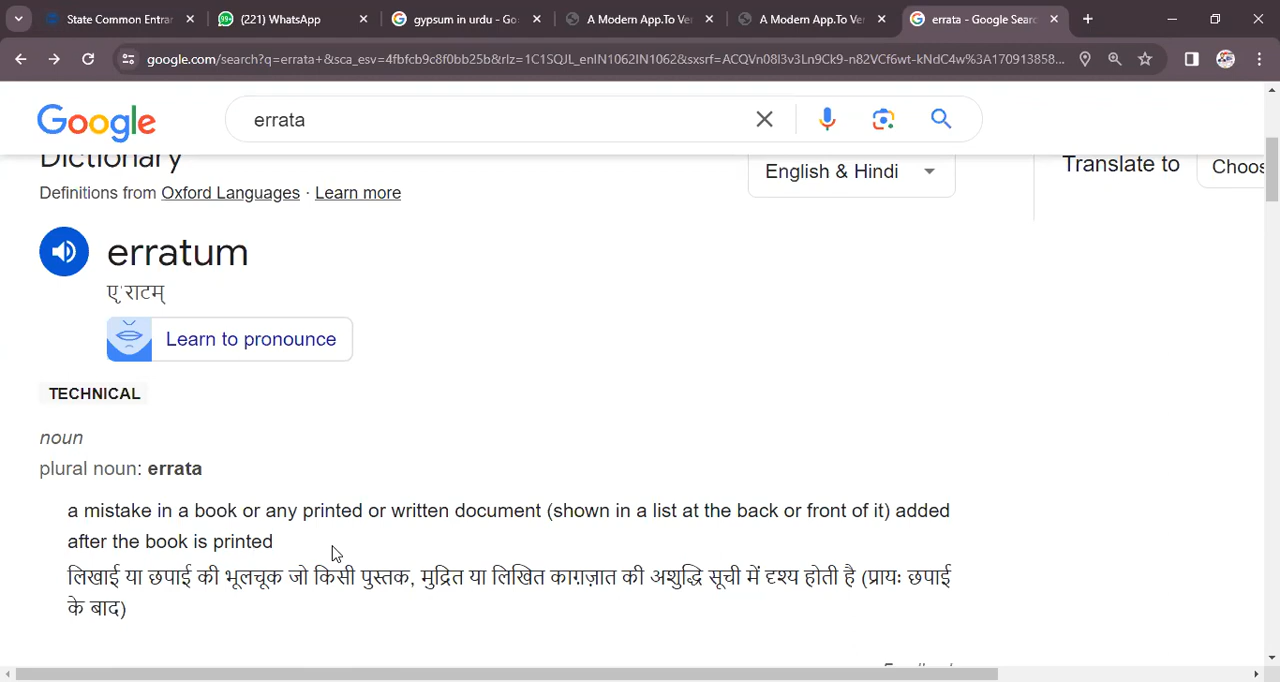 State Common Entrar
(221) WhatsApp
gypsum in urdu - Go
A Modern App.To Ver
A Modern App.To Ver
errata - Google Searc
google.com/search?q=errata+&sca_esv=4fbfcb9c8f0bb25b&rlz=1C1SQJL_enIN1062IN1062&sxsrf=ACQVn08l3v3Ln9Ck9-n82VCf6wt-kNdC4w%3A170913858...
Google
errata
Dictionary
English & Hindi
Translate to
Choos
Definitions from Oxford Languages · Learn more
erratum
ए्ˈराटम्
Learn to pronounce
TECHNICAL
noun
plural noun: errata
a mistake in a book or any printed or written document (shown in a list at the back or front of it) added
after the book is printed
लिखाई या छपाई की भूलचूक जो किसी पुस्तक, मुद्रित या लिखित काग़ज़ात की अशुद्धि सूची में दृश्य होती है (प्रायः छपाई
के बाद)